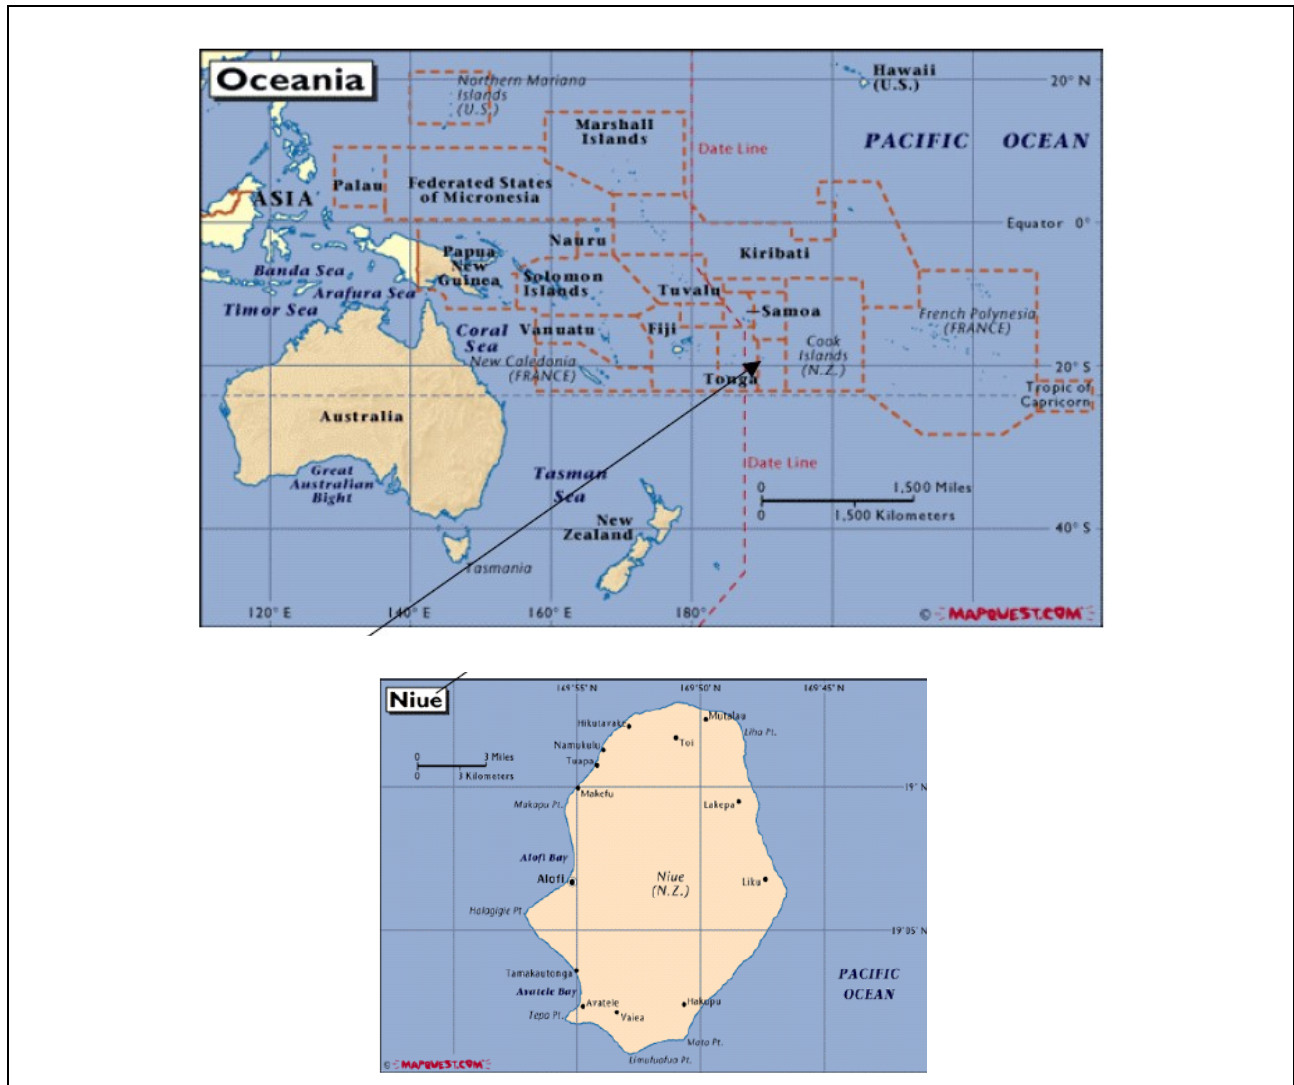 Oceania
Northern Mariana
Islands
(U.S.)
Hawaii
(U.S.)
20° N
Marshall
Islands
PACIFIC OCEAN
Date Line
Palau
Federated States
of Micronesia
ASIA
Equator 0°
Nauru
Kiribati
Papua
New
Guinea
Banda Sea
Solomon
Islands
Arafura Sea
Tuvalu
Timor Sea
Samoa
French Polynesia
(FRANCE)
Coral
Sea
Vanuatu
Fiji
Cook
Islands
(N.Z.)
New Caledonia
(FRANCE)
20° S
Tonga
Tropic of
Capricorn
Australia
Date Line
Great
Australian
Bight
Tasman
Sea
0 1,500 Miles
0 1,500 Kilometers
New
Zealand
40° S
Tasmania
120° E
140° E
160° E
180°
© MAPQUEST.COM
Niue
169°55' N
169°50' N
169°45' N
Hikutavake
Mutalau
Liha Pt.
Toi
Namukulu
Tuapa
0 3 Miles
0 3 Kilometers
19° N
Makefu
Makapu Pt.
Lakepa
Alofi Bay
Alofi
Niue
(N.Z.)
Liku
Halagigie Pt.
19°05' N
Tamakautonga
PACIFIC
OCEAN
Avatele Bay
Avatele
Hakupu
Tepa Pt.
Vaiea
Mata Pt.
Limufuafua Pt.
© MAPQUEST.COM